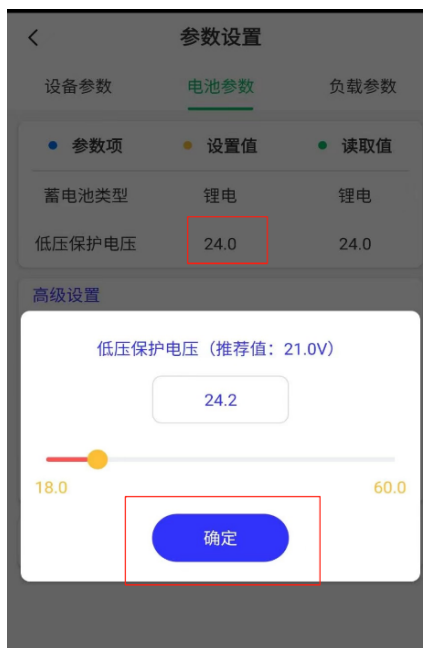 参数设置
设备参数 电池参数 负载参数
参数项 设置值 读取值
蓄电池类型 锂电 锂电
低压保护电压 24.0 24.0
高级设置
低压保护电压（推荐值：21.0V）
24.2
18.0 60.0
确定